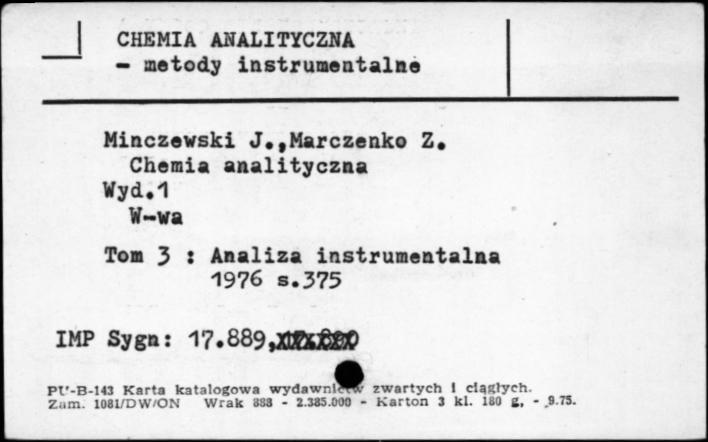 CHEMIA ANALITYCZNA
- metody instrumentalne
Minczewski J.,Marczenko Z.
Chemia analityczna
Wyd.1
W-wa
Tom 3 : Analiza instrumentalna
1976 s.375
IMP Sygn: 17.889,
PU-B-143 Karta katalogowa wydawnictw zwartych i ciągłych.
Zam. 1081/DW/ON Wrak 888 - 2.385.000 - Karton 3 kl. 180 g, - 9.75.